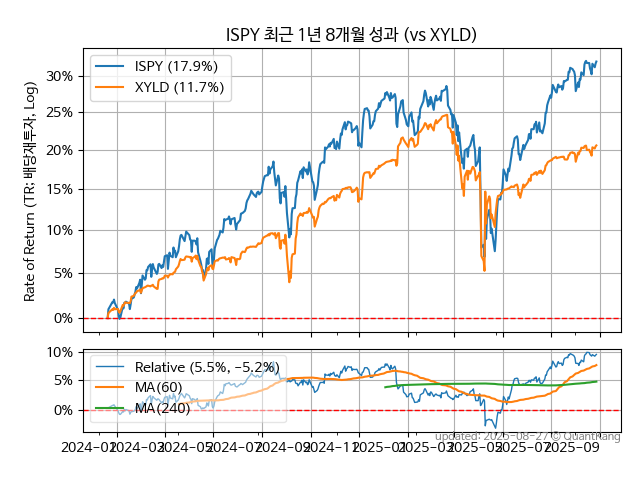 ISPY 최근 1년 8개월 성과 (vs XYLD)
Rate of Return (TR: 배당재투자, Log)
ISPY (17.9%)
XYLD (11.7%)
30%
25%
20%
15%
10%
5%
0%
10%
5%
0%
Relative (5.5%, -5.2%)
MA(60)
MA(240)
2024-01 2024-03 2024-05 2024-07 2024-09 2024-11 2025-01 2025-03 2025-05 2025-07 2025-09
updated: 2025-08-27 © QuantKang